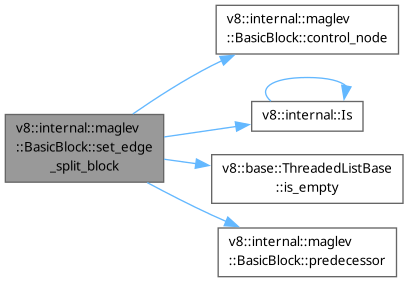 v8::internal::maglev
::BasicBlock::control_node
v8::internal::Is
v8::internal::maglev
::BasicBlock::set_edge
_split_block
v8::base::ThreadedListBase
::is_empty
v8::internal::maglev
::BasicBlock::predecessor